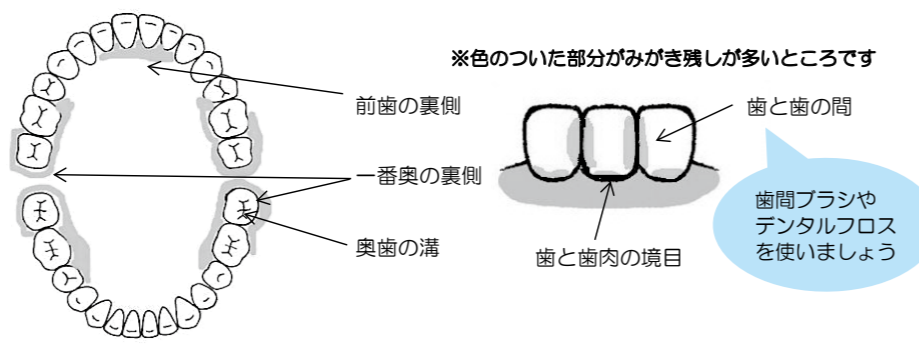 ※色のついた部分がみがき残しが多いところです
前歯の裏側
歯と歯の間
一番奥の裏側
奥歯の溝
歯と歯肉の境目
歯間ブラシや
デンタルフロス
を使いましょう